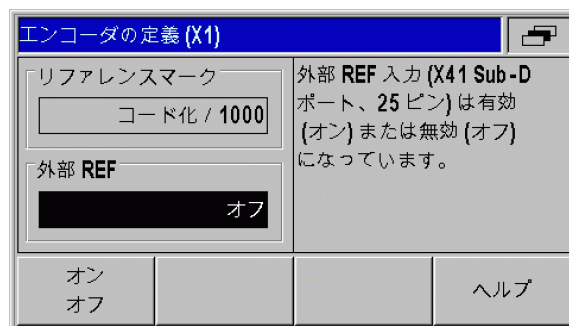 エンコーダの定義 (X1)
リファレンスマーク
コード化 / 1000
外部 REF
オフ
外部 REF 入力 (X41 Sub-D
ポート、25 ピン) は有効
(オン) または無効 (オフ)
になっています。
オン
オフ
ヘルプ